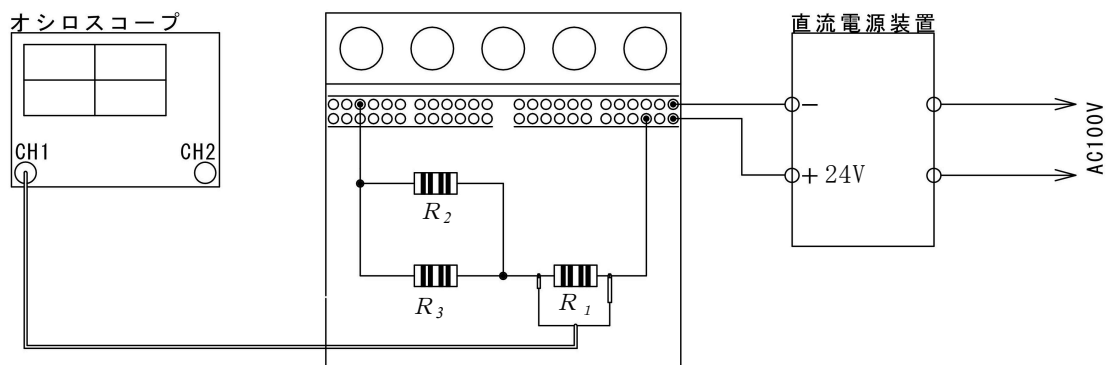 オシロスコープ
直流電源装置
CH1
CH2
−
+ 24V
AC100V
R2
R3
R1